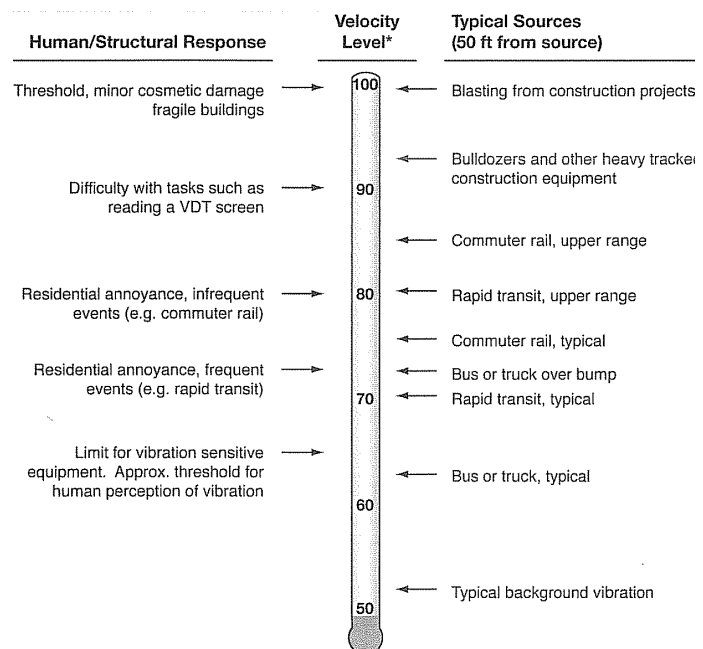 Human/Structural Response
Velocity
Level*
Typical Sources
(50 ft from source)
Threshold, minor cosmetic damage
fragile buildings
100
Blasting from construction projects
Bulldozers and other heavy tracked
construction equipment
Difficulty with tasks such as
reading a VDT screen
90
Commuter rail, upper range
Residential annoyance, infrequent
events (e.g. commuter rail)
80
Rapid transit, upper range
Commuter rail, typical
Residential annoyance, frequent
events (e.g. rapid transit)
Bus or truck over bump
70
Rapid transit, typical
Limit for vibration sensitive
equipment. Approx. threshold for
human perception of vibration
Bus or truck, typical
60
Typical background vibration
50